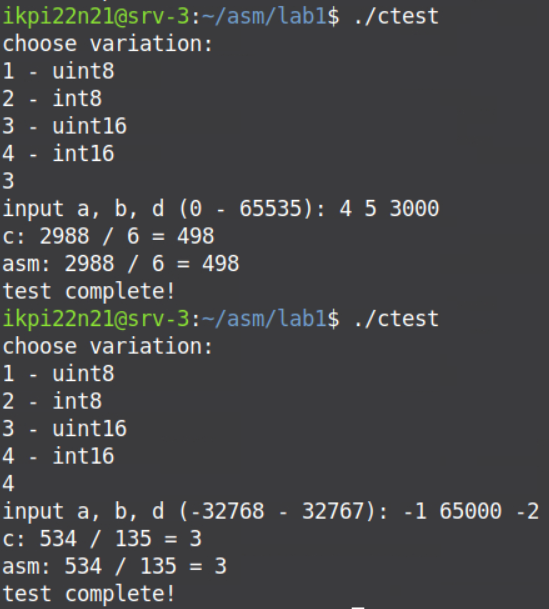 ikpi22n21@srv-3:~/asm/lab1$ ./ctest
choose variation:
1 - uint8
2 - int8
3 - uint16
4 - int16
3
input a, b, d (0 - 65535): 4 5 3000
c: 2988 / 6 = 498
asm: 2988 / 6 = 498
test complete!
ikpi22n21@srv-3:~/asm/lab1$ ./ctest
choose variation:
1 - uint8
2 - int8
3 - uint16
4 - int16
4
input a, b, d (-32768 - 32767): -1 65000 -2
c: 534 / 135 = 3
asm: 534 / 135 = 3
test complete!